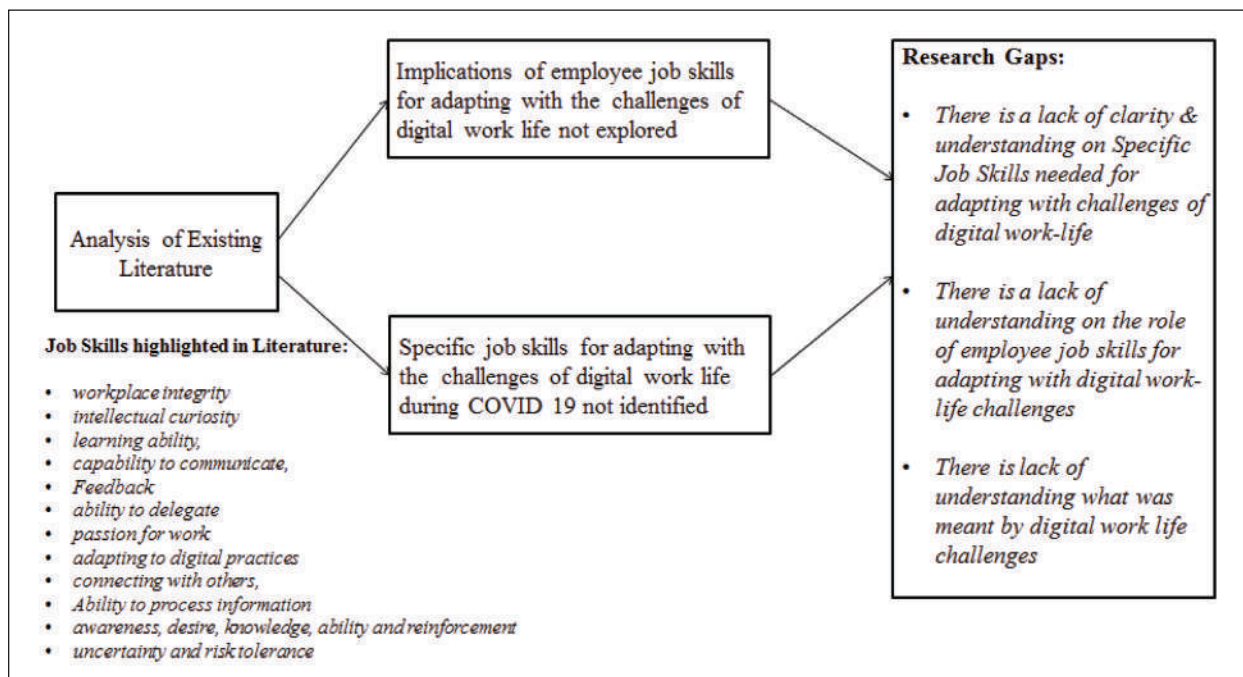 Analysis of Existing
Literature
Job Skills highlighted in Literature:
• workplace integrity
• intellectual curiosity
• learning ability,
• capability to communicate,
• Feedback
• ability to delegate
• passion for work
• adapting to digital practices
• connecting with others,
• Ability to process information
• awareness, desire, knowledge, ability and reinforcement
• uncertainty and risk tolerance
Implications of employee job skills
for adapting with the challenges of
digital work life not explored
Specific job skills for adapting with
the challenges of digital work life
during COVID 19 not identified
Research Gaps:
• There is a lack of clarity &
understanding on Specific
Job Skills needed for
adapting with challenges of
digital work-life
• There is a lack of
understanding on the role
of employee job skills for
adapting with digital work-
life challenges
• There is lack of
understanding what was
meant by digital work life
challenges